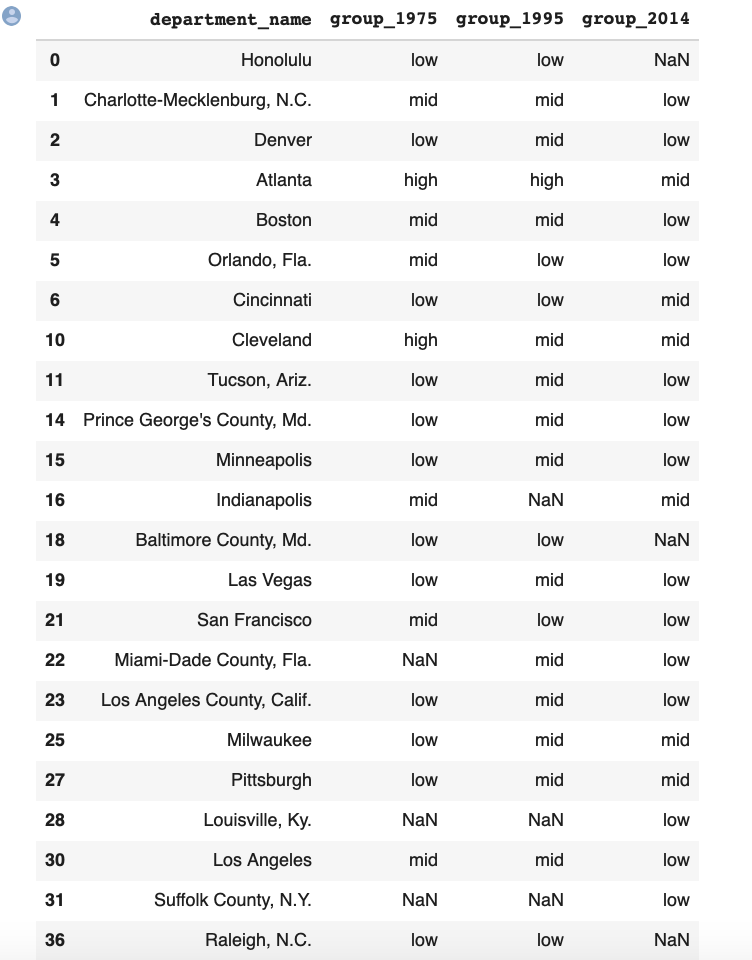 department_name group_1975 group_1995 group_2014
0 Honolulu low low NaN
1 Charlotte-Mecklenburg, N.C. mid mid low
2 Denver low mid low
3 Atlanta high high mid
4 Boston mid mid low
5 Orlando, Fla. mid low low
6 Cincinnati low low mid
10 Cleveland high mid mid
11 Tucson, Ariz. low mid low
14 Prince George's County, Md. low mid low
15 Minneapolis low mid low
16 Indianapolis mid NaN mid
18 Baltimore County, Md. low low NaN
19 Las Vegas low mid low
21 San Francisco mid low low
22 Miami-Dade County, Fla. NaN mid low
23 Los Angeles County, Calif. low mid low
25 Milwaukee low mid mid
27 Pittsburgh low mid mid
28 Louisville, Ky. NaN NaN low
30 Los Angeles mid mid low
31 Suffolk County, N.Y. NaN NaN low
36 Raleigh, N.C. low low NaN